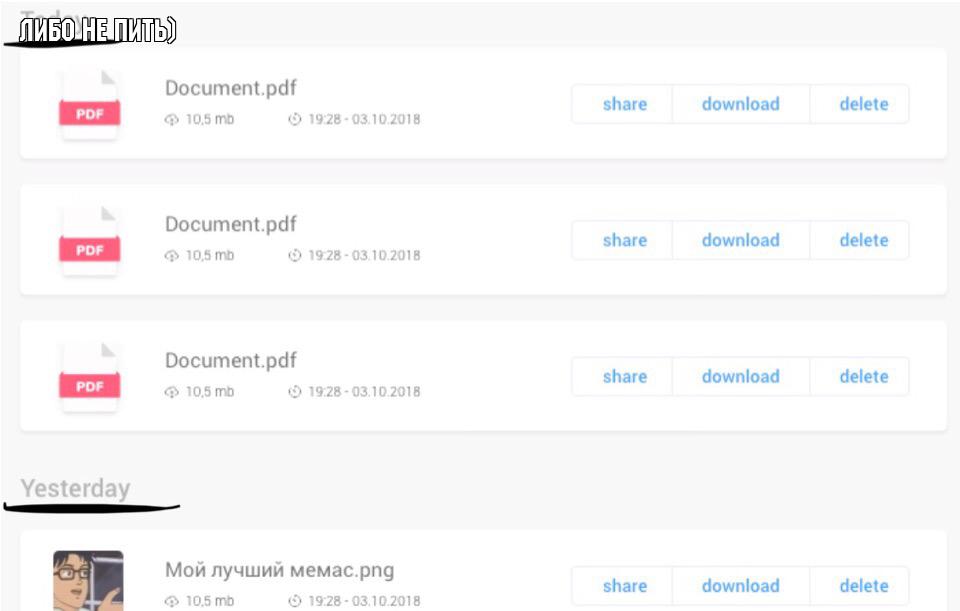 Today
ЛИБО НЕ ПИТЬ)
Document.pdf
PDF
10,5 mb 19:28 - 03.10.2018
share download delete
Document.pdf
PDF
10,5 mb 19:28 - 03.10.2018
share download delete
Document.pdf
PDF
10,5 mb 19:28 - 03.10.2018
share download delete
Yesterday
Мой лучший мемас.png
10,5 mb 19:28 - 03.10.2018
share download delete